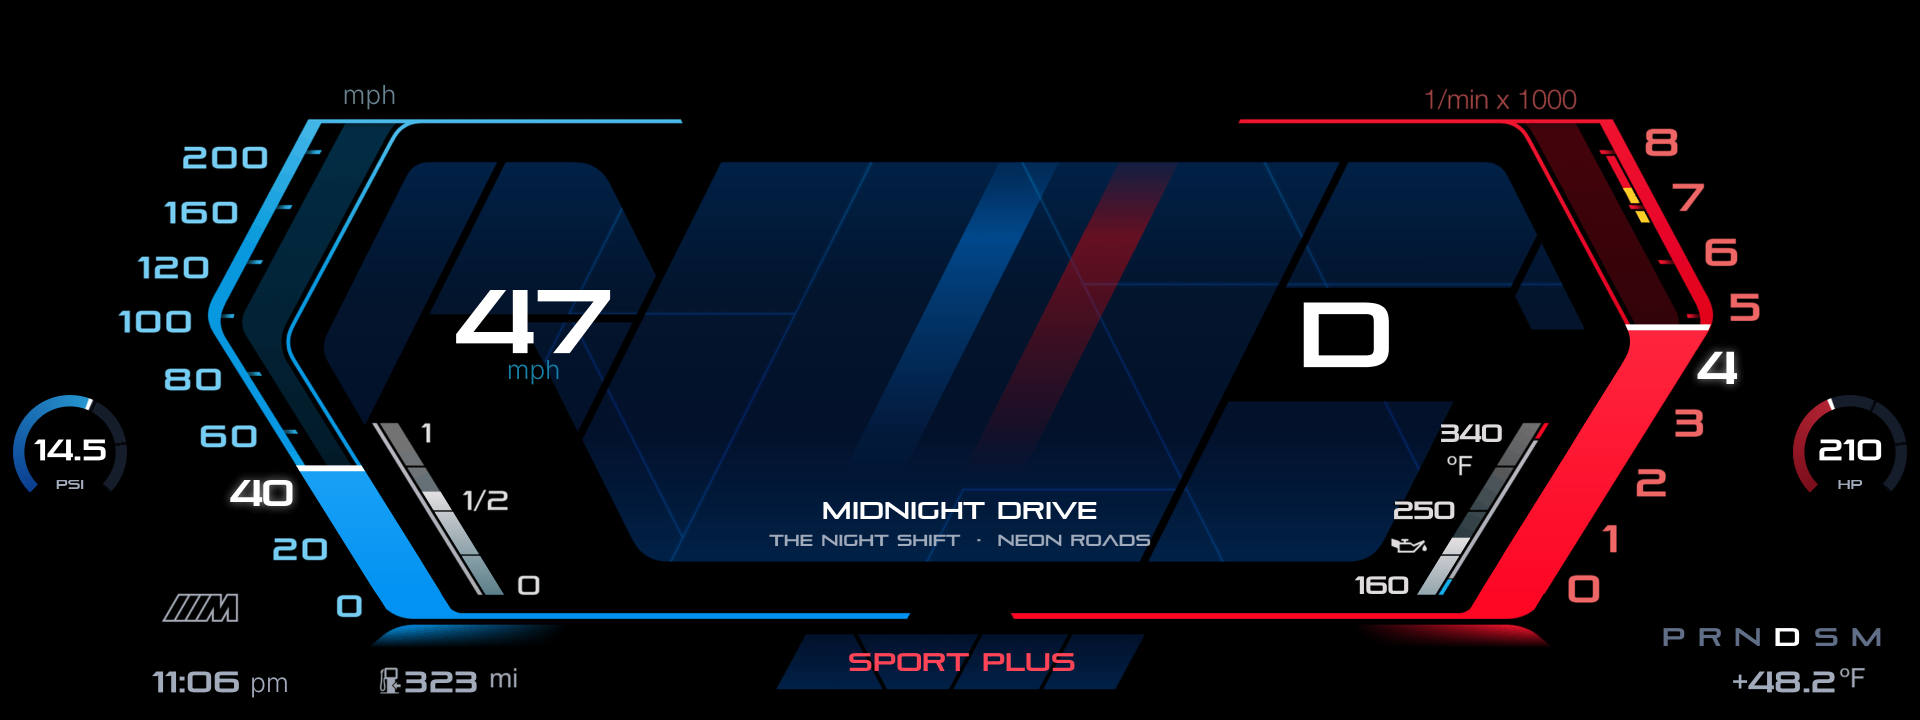 mph
1/min x 1000
200
160
120
100
80
60
40
20
0
8
7
6
5
4
3
2
1
0
47
mph
D
14.5
PSI
210
HP
1
1/2
0
340
°F
250
160
MIDNIGHT DRIVE
THE NIGHT SHIFT · NEON ROADS
SPORT PLUS
M
P R N D S M
11:06 pm
323 mi
+48.2°F